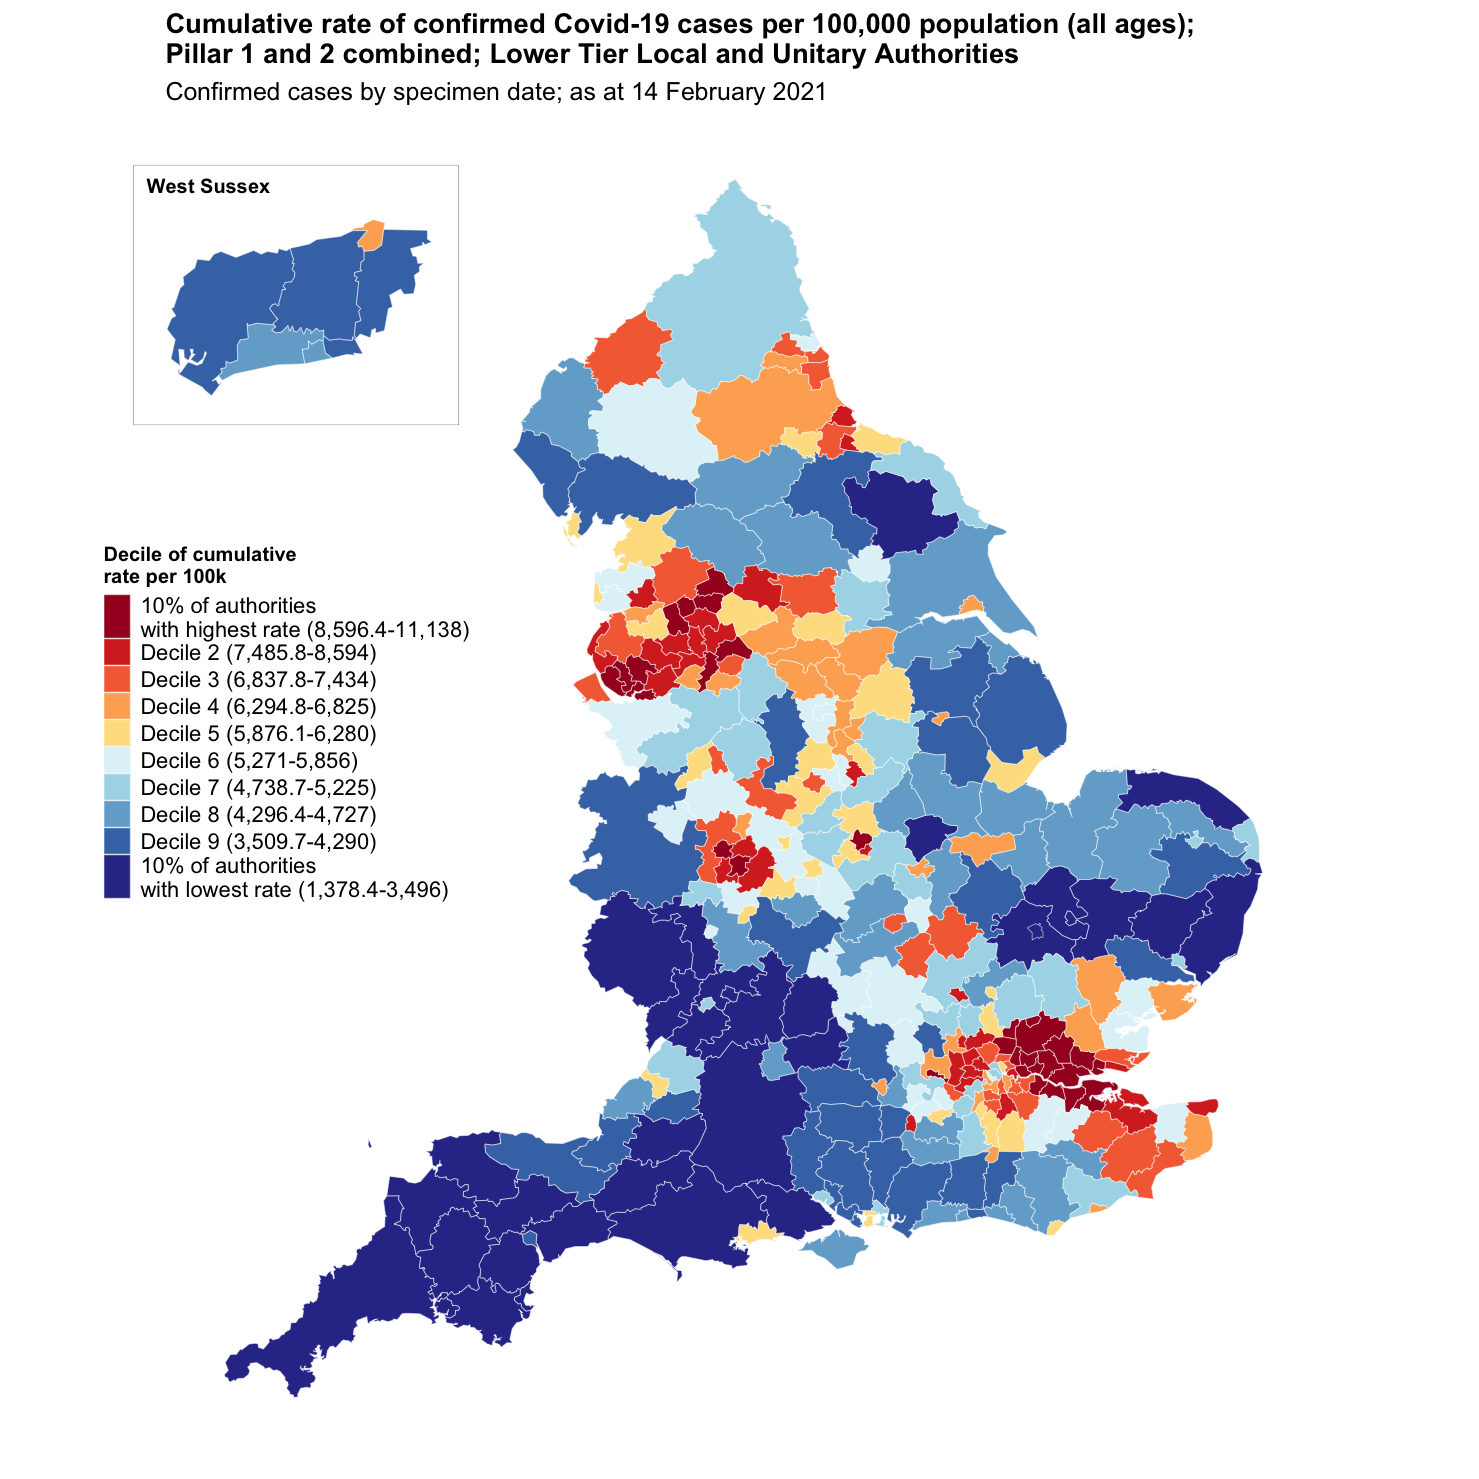 Cumulative rate of confirmed Covid-19 cases per 100,000 population (all ages);
Pillar 1 and 2 combined; Lower Tier Local and Unitary Authorities
Confirmed cases by specimen date; as at 14 February 2021
West Sussex
Decile of cumulative
rate per 100k
10% of authorities
with highest rate (8,596.4-11,138)
Decile 2 (7,485.8-8,594)
Decile 3 (6,837.8-7,434)
Decile 4 (6,294.8-6,825)
Decile 5 (5,876.1-6,280)
Decile 6 (5,271-5,856)
Decile 7 (4,738.7-5,225)
Decile 8 (4,296.4-4,727)
Decile 9 (3,509.7-4,290)
10% of authorities
with lowest rate (1,378.4-3,496)